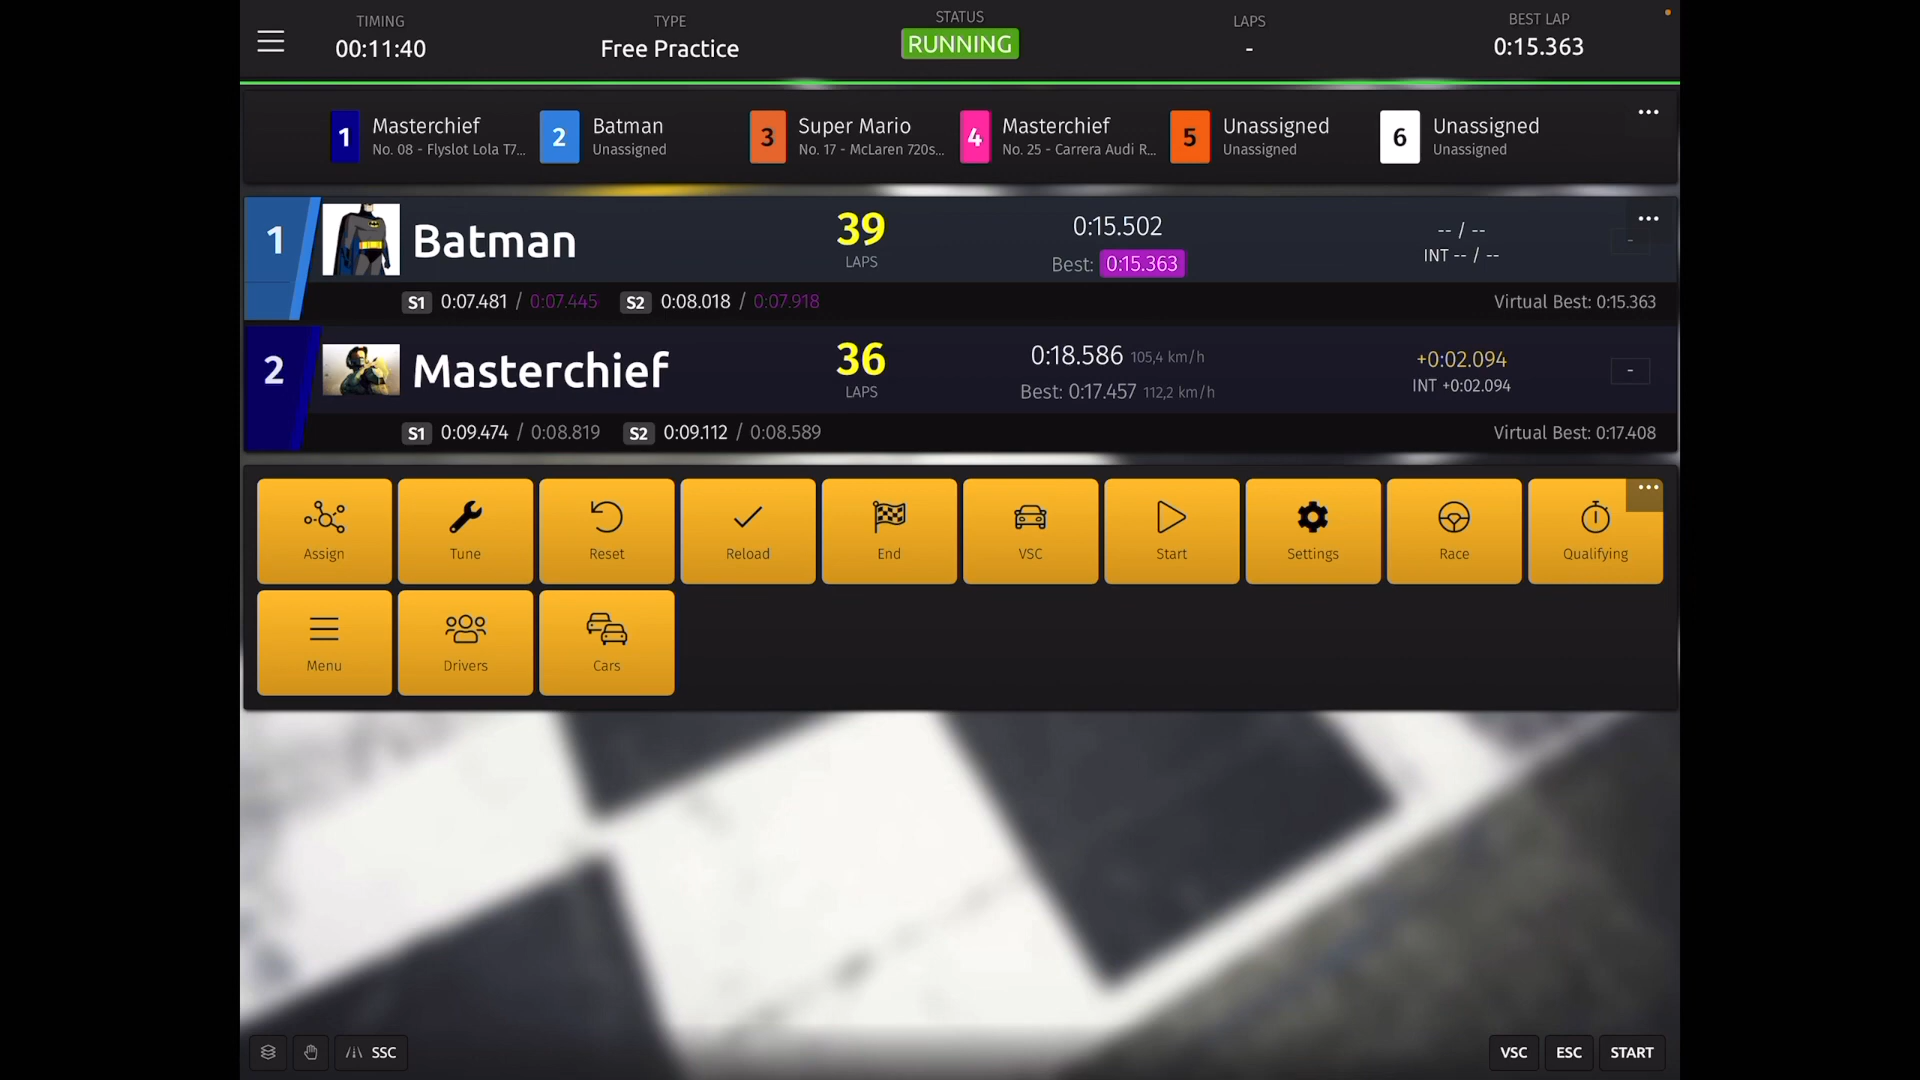 TIMING
00:11:40
TYPE
Free Practice
STATUS
RUNNING
LAPS
-
BEST LAP
0:15.363
1
Masterchief
No. 08 - Flyslot Lola T7...
2
Batman
Unassigned
3
Super Mario
No. 17 - McLaren 720s...
4
Masterchief
No. 25 - Carrera Audi R...
5
Unassigned
Unassigned
6
Unassigned
Unassigned
1
Batman
39
LAPS
0:15.502
Best: 0:15.363
-- / --
INT -- / --
-
S1 0:07.481 / 0:07.445 S2 0:08.018 / 0:07.918
Virtual Best: 0:15.363
2
Masterchief
36
LAPS
0:18.586 105,4 km/h
Best: 0:17.457 112,2 km/h
+0:02.094
INT +0:02.094
-
S1 0:09.474 / 0:08.819 S2 0:09.112 / 0:08.589
Virtual Best: 0:17.408
Assign
Tune
Reset
Reload
End
VSC
Start
Settings
Race
Qualifying
Menu
Drivers
Cars
SSC
VSC
ESC
START